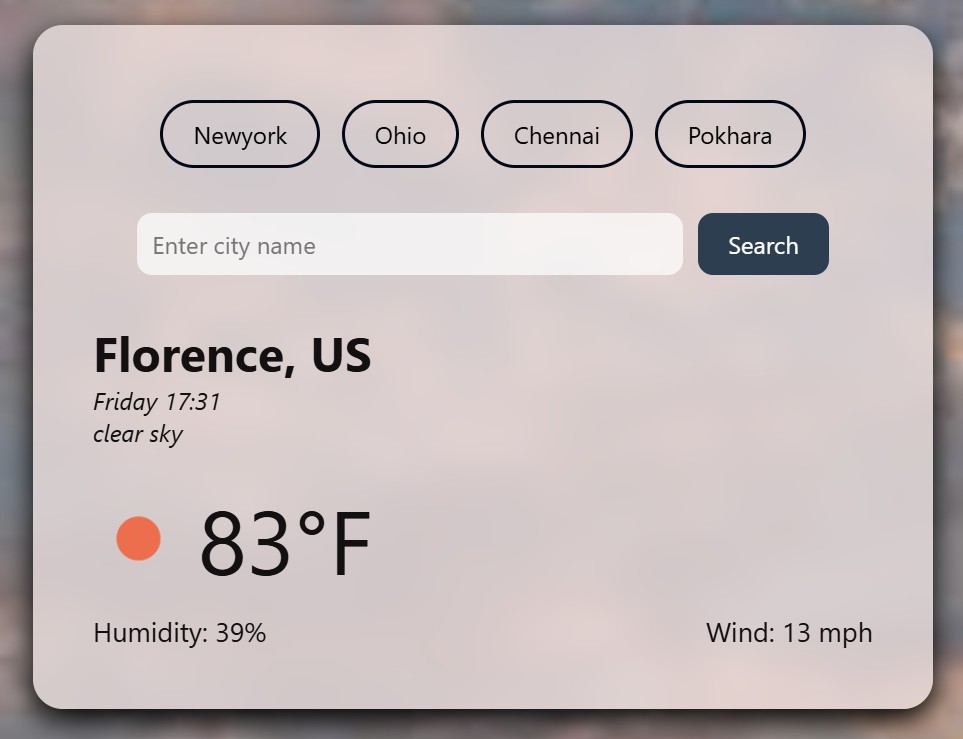 Newyork Ohio Chennai Pokhara
Enter city name Search
Florence, US
Friday 17:31
clear sky
83°F
Humidity: 39% Wind: 13 mph